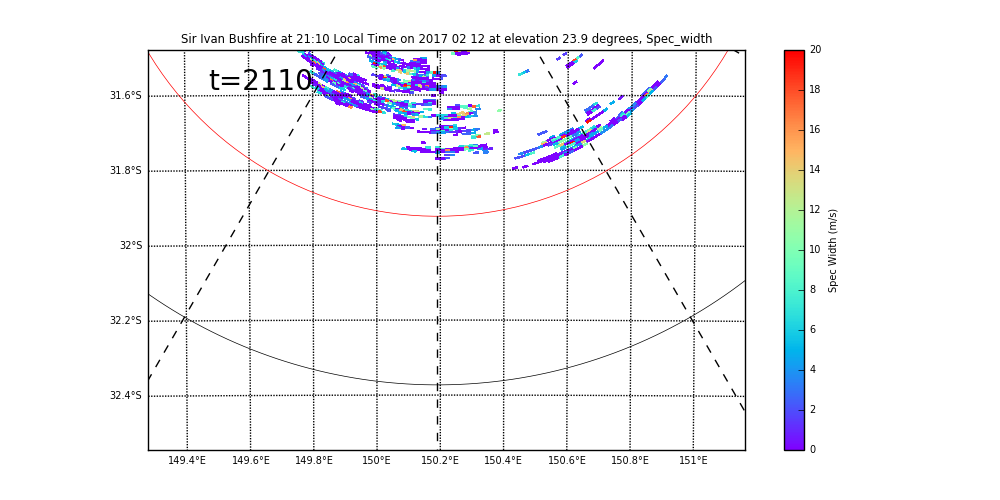 Sir Ivan Bushfire at 21:10 Local Time on 2017 02 12 at elevation 23.9 degrees, Spec_width
t=2110
31.6°S
31.8°S
32°S
32.2°S
32.4°S
149.4°E 149.6°E 149.8°E 150°E 150.2°E 150.4°E 150.6°E 150.8°E 151°E
20
18
16
14
12
10
8
6
4
2
0
Spec Width (m/s)